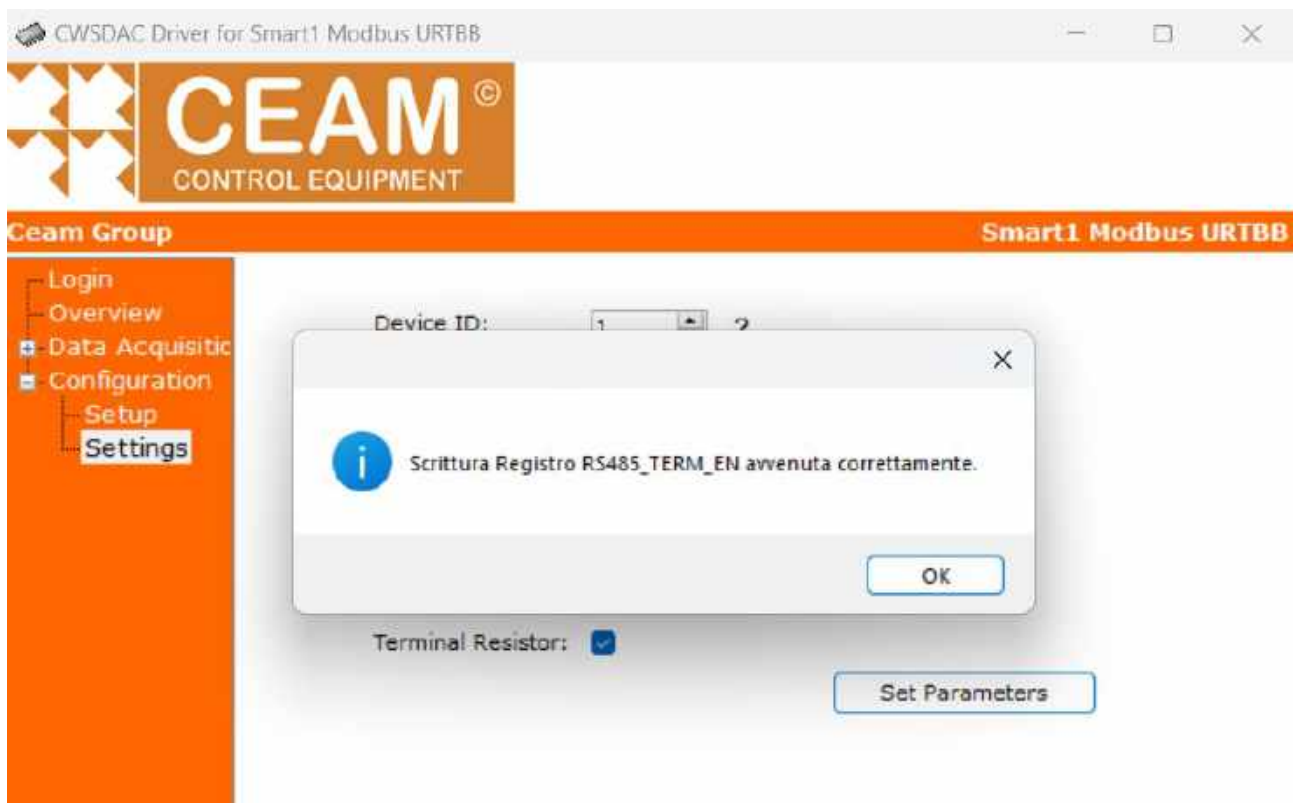 CWSDAC Driver for Smart1 Modbus URTBB
CEAM ©
CONTROL EQUIPMENT
Ceam Group
Smart1 Modbus URTBB
Login
Overview
Data Acquisitic
Configuration
Setup
Settings
Device ID: 1 ?
Scrittura Registro RS485_TERM_EN avvenuta correttamente.
OK
Terminal Resistor:
Set Parameters